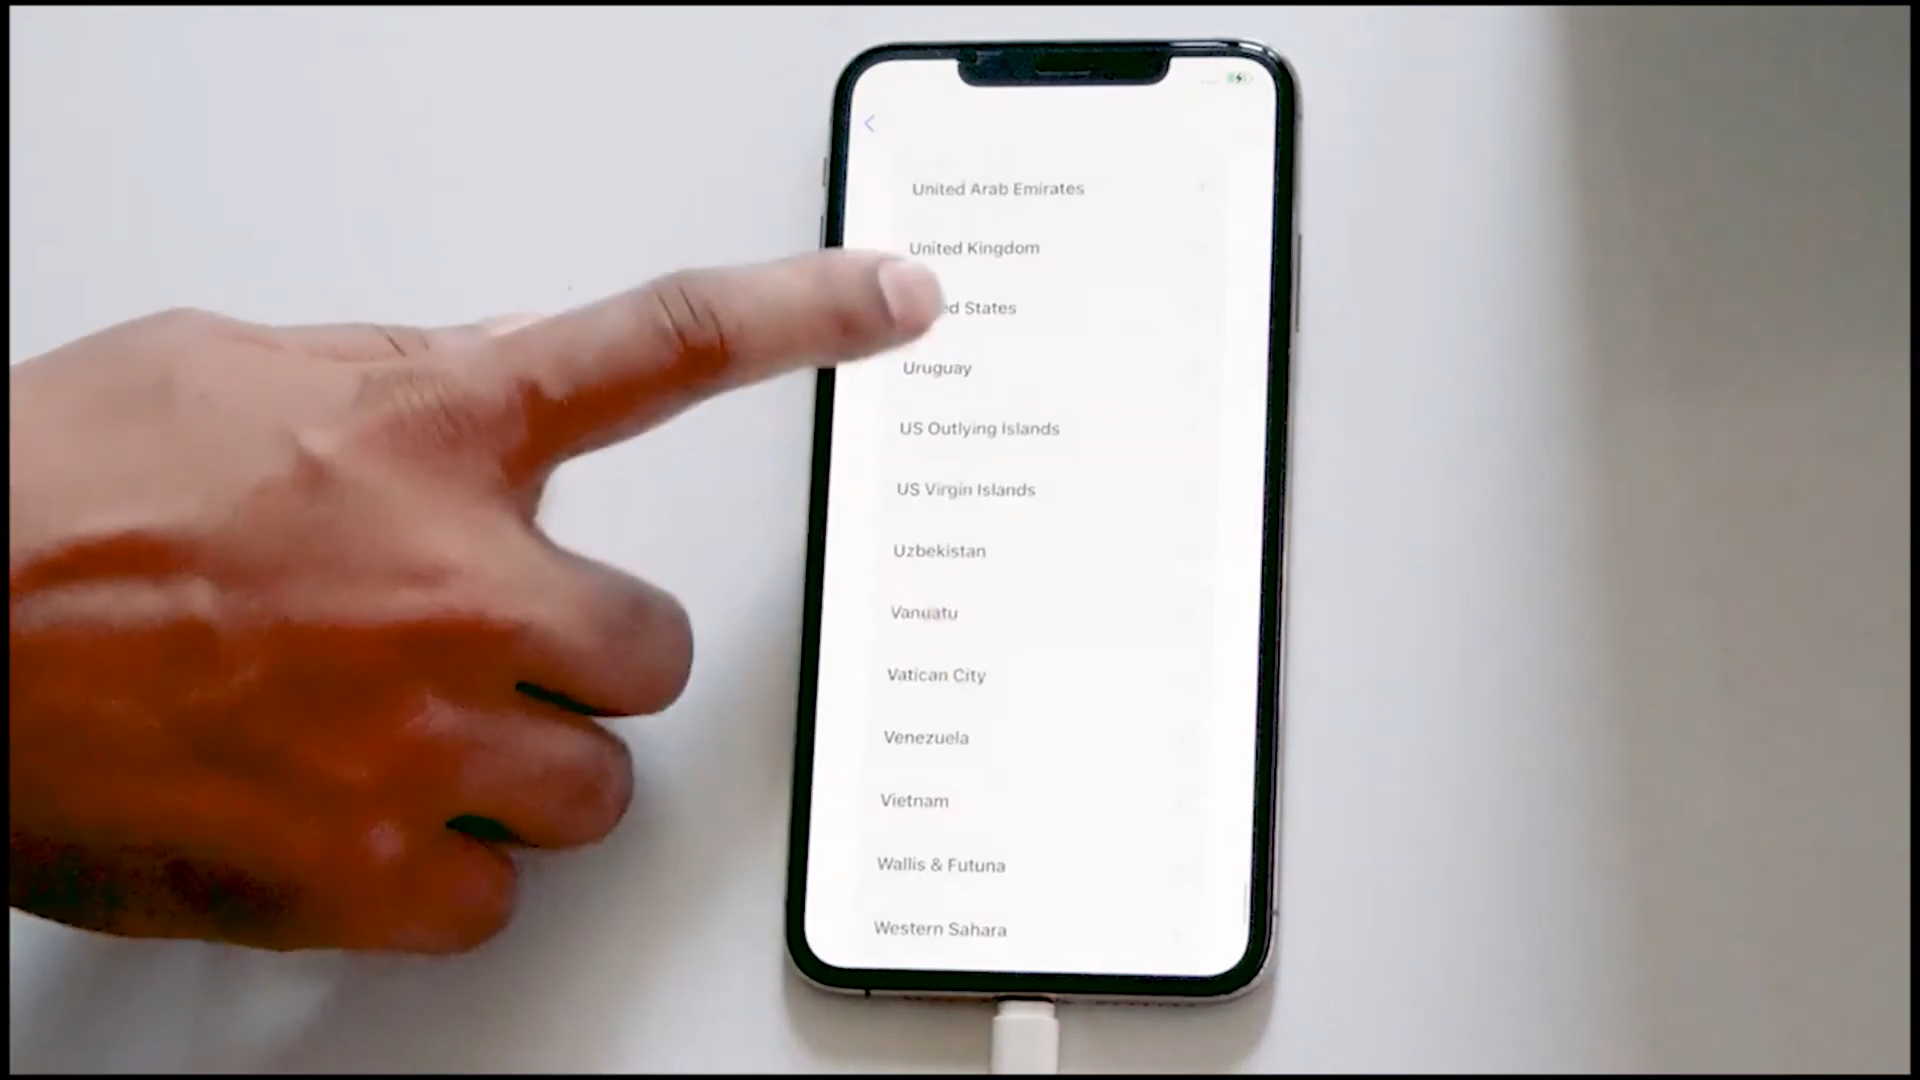 United Arab Emirates
United Kingdom
ed States
Uruguay
US Outlying Islands
US Virgin Islands
Uzbekistan
Vanuatu
Vatican City
Venezuela
Vietnam
Wallis & Futuna
Western Sahara